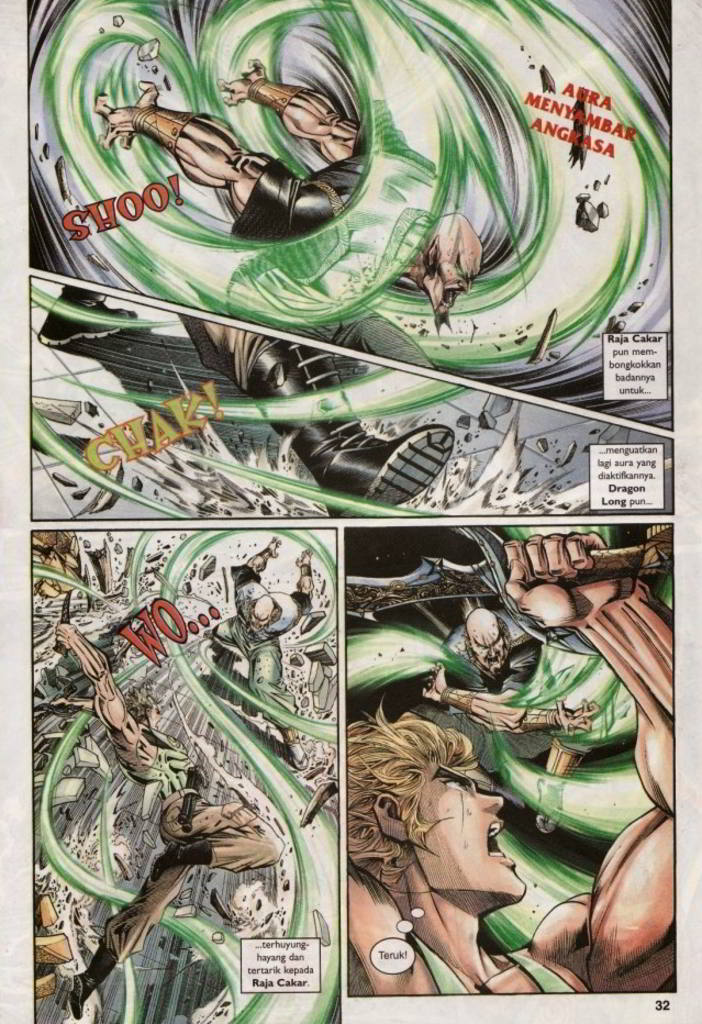 AURA
MENYAMBAR
ANGKASA
SHOO!
Raja Cakar
pun mem-
bongkokkan
badannya
untuk...
CHAK!
...menguatkan
lagi aura yang
diaktifkannya.
Dragon
Long pun...
WO...
...terhuyung-
hayang dan
tertarik kepada
Raja Cakar.
Teruk!
32